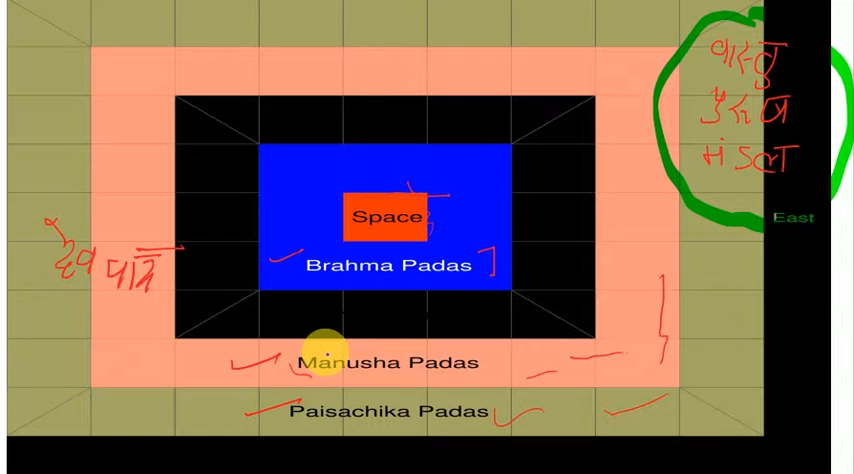 वास्तु
पुरुष
मंडल
Space
East
Brahma Padas
Manusha Padas
Paisachika Padas